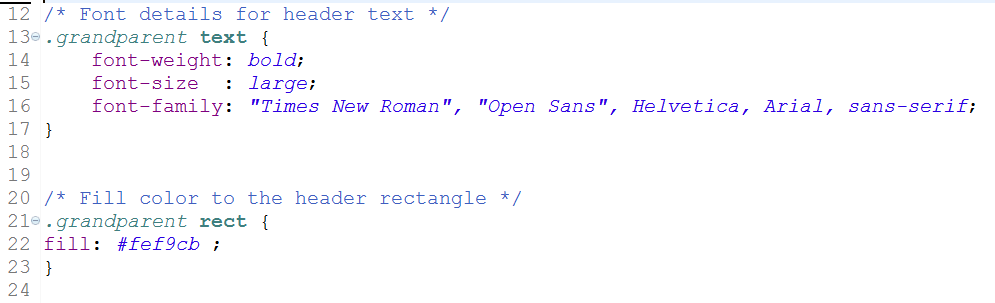 12 /* Font details for header text */
13 .grandparent text {
14     font-weight: bold;
15     font-size  : large;
16     font-family: "Times New Roman", "Open Sans", Helvetica, Arial, sans-serif;
17 }
18
19
20 /* Fill color to the header rectangle */
21 .grandparent rect {
22 fill: #fef9cb ;
23 }
24